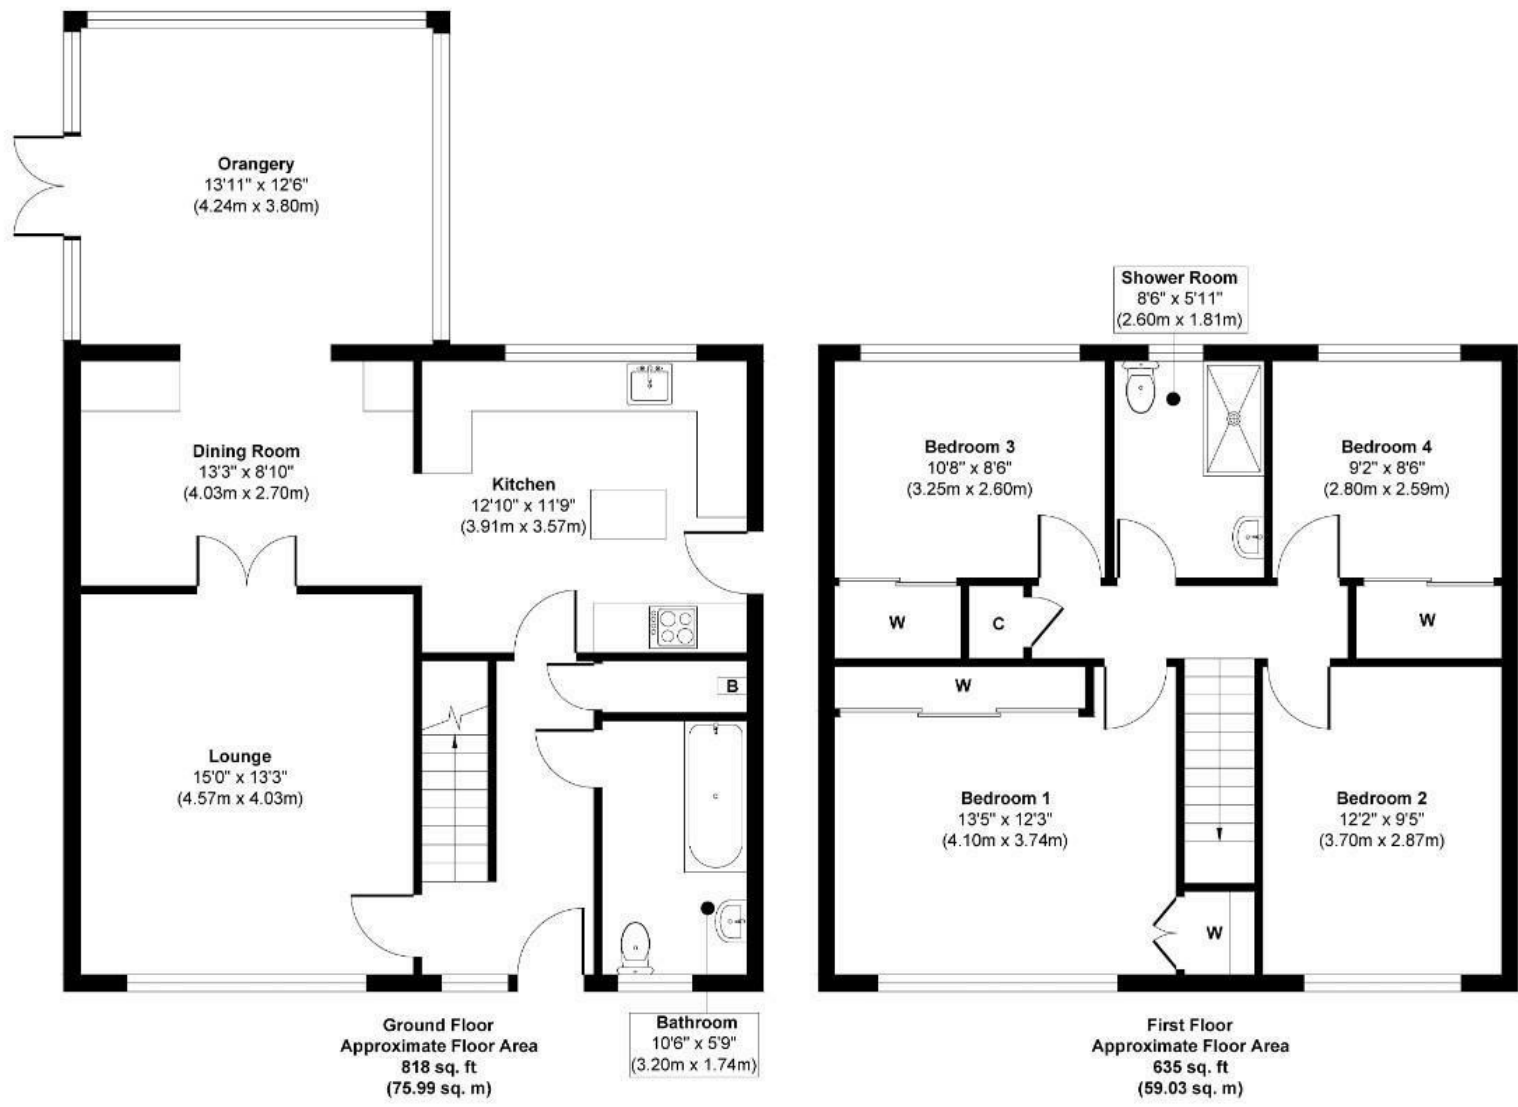 Orangery
13'11" x 12'6"
(4.24m x 3.80m)
Dining Room
13'3" x 8'10"
(4.03m x 2.70m)
Kitchen
12'10" x 11'9"
(3.91m x 3.57m)
B
Lounge
15'0" x 13'3"
(4.57m x 4.03m)
Bathroom
10'6" x 5'9"
(3.20m x 1.74m)
Ground Floor
Approximate Floor Area
818 sq. ft
(75.99 sq. m)
Shower Room
8'6" x 5'11"
(2.60m x 1.81m)
Bedroom 3
10'8" x 8'6"
(3.25m x 2.60m)
Bedroom 4
9'2" x 8'6"
(2.80m x 2.59m)
W
C
W
W
Bedroom 1
13'5" x 12'3"
(4.10m x 3.74m)
Bedroom 2
12'2" x 9'5"
(3.70m x 2.87m)
W
First Floor
Approximate Floor Area
635 sq. ft
(59.03 sq. m)